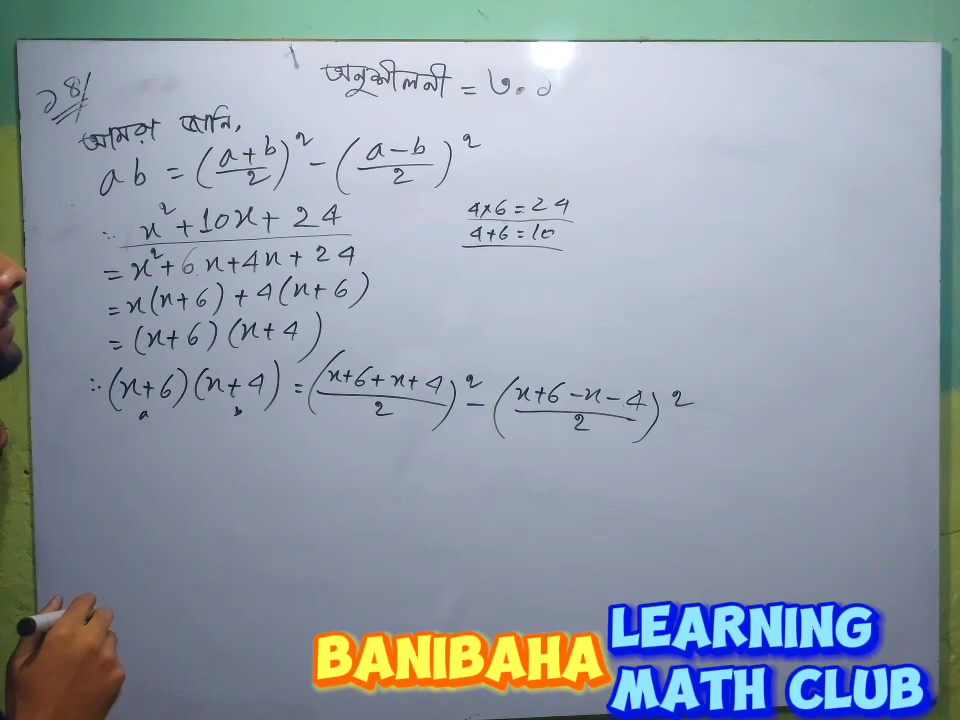 অনুশীলনী = ৩.১
১৪/
আমরা জানি,
ab = (a+b/2)² - (a-b/2)²
∴ x² + 10x + 24
4×6 = 24
4+6 = 10
= x² + 6x + 4x + 24
= x(x+6) + 4(x+6)
= (x+6)(x+4)
∴ (x+6)(x+4) = (x+6+x+4/2)² - (x+6-x-4/2)²
a b
BANIBAHA LEARNING
MATH CLUB